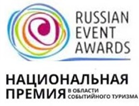 RUSSIAN
EVENT
AWARDS
НАЦИОНАЛЬНАЯ
ПРЕМИЯ В ОБЛАСТИ
СОБЫТИЙНОГО ТУРИЗМА